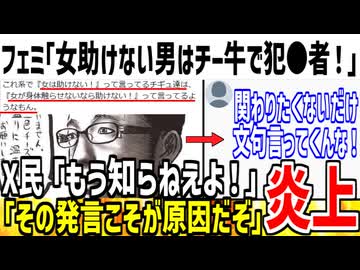 フェミ「女助けない男はチー牛で犯●者！」
これ系で『女は助けない！』って言ってるチギュ達は、
『女が身体触らせないなら助けない！』って言ってるよ
うなもん。
関わりたくないだけ
文句言ってくんな！
X民「もう知らねえよ！」
「その発言こそが原因だぞ」
炎上